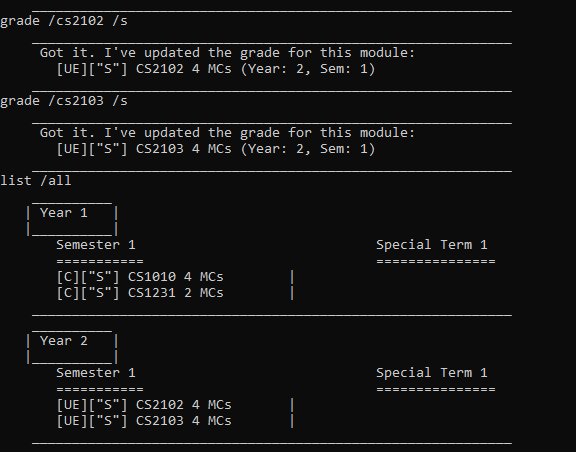 grade /cs2102 /s
Got it. I've updated the grade for this module:
[UE]["S"] CS2102 4 MCs (Year: 2, Sem: 1)
grade /cs2103 /s
Got it. I've updated the grade for this module:
[UE]["S"] CS2103 4 MCs (Year: 2, Sem: 1)
list /all
| Year 1 |
Semester 1 Special Term 1
=========== ===============
[C]["S"] CS1010 4 MCs |
[C]["S"] CS1231 2 MCs |
| Year 2 |
Semester 1 Special Term 1
=========== ===============
[UE]["S"] CS2102 4 MCs |
[UE]["S"] CS2103 4 MCs |